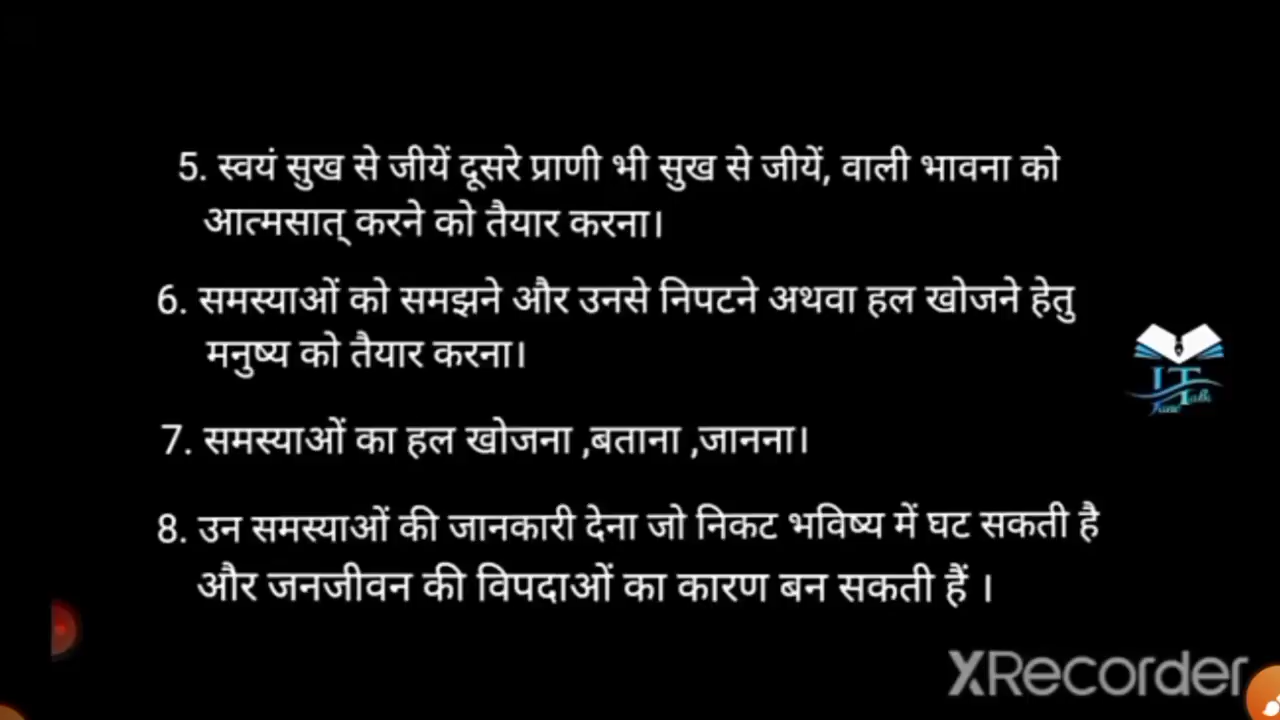 5. स्वयं सुख से जीयें दूसरे प्राणी भी सुख से जीयें, वाली भावना को
आत्मसात् करने को तैयार करना।
6. समस्याओं को समझने और उनसे निपटने अथवा हल खोजने हेतु
मनुष्य को तैयार करना।
7. समस्याओं का हल खोजना ,बताना ,जानना।
8. उन समस्याओं की जानकारी देना जो निकट भविष्य में घट सकती है
और जनजीवन की विपदाओं का कारण बन सकती हैं ।
XRecorder